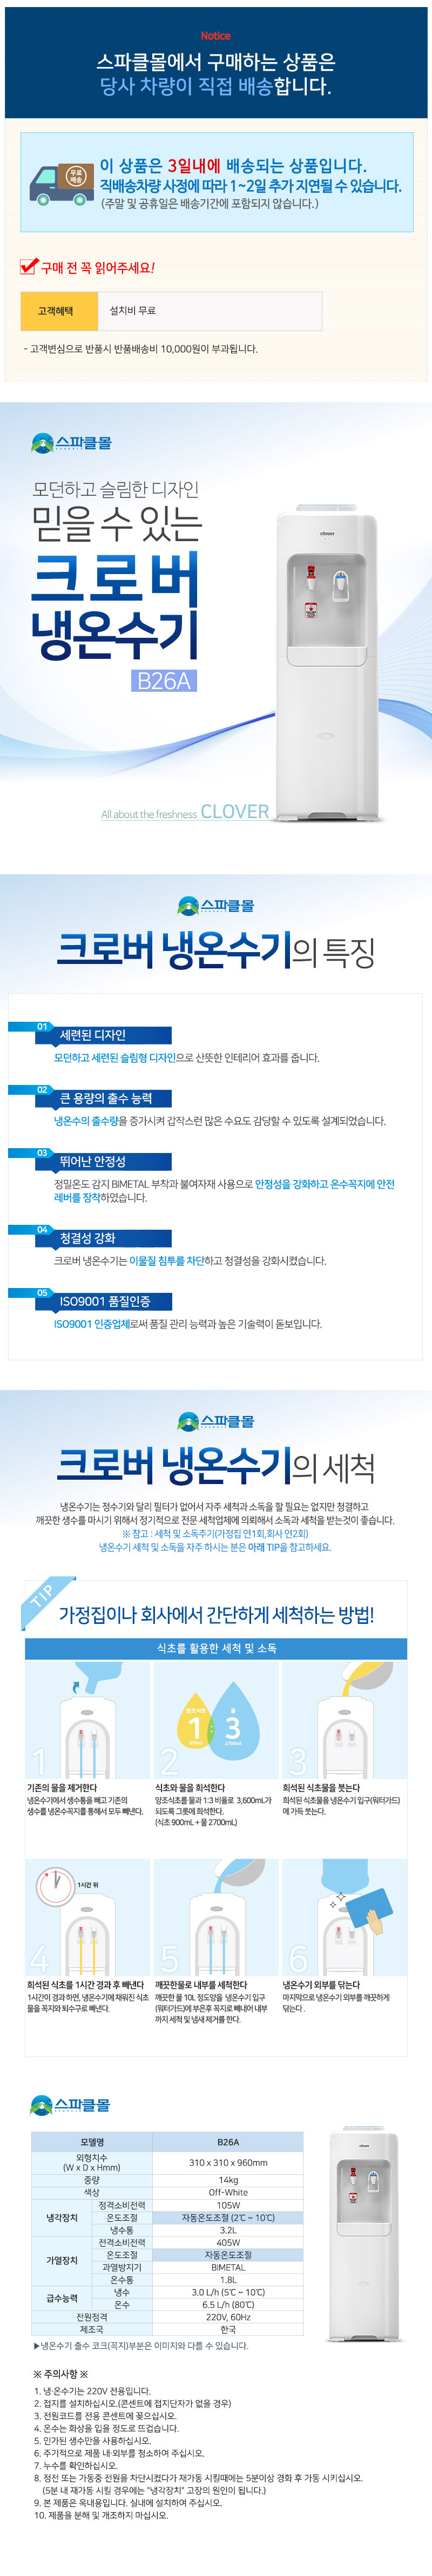 Notice
스파클몰에서 구매하는 상품은
당사 차량이 직접 배송합니다.
무료
배송
이 상품은 3일내에 배송되는 상품입니다.
직배송차량 사정에 따라 1~2일 추가 지연될 수 있습니다.
(주말 및 공휴일은 배송기간에 포함되지 않습니다.)
구매 전 꼭 읽어주세요!
고객혜택 설치비 무료
- 고객변심으로 반품시 반품배송비 10,000원이 부과됩니다.
스파클몰
모던하고 슬림한 디자인
믿을 수 있는
크로버
냉온수기
B26A
clover
All about the freshness CLOVER
스파클몰
크로버 냉온수기의 특징
01
세련된 디자인
모던하고 세련된 슬림형 디자인으로 산뜻한 인테리어 효과를 줍니다.
02
큰 용량의 출수 능력
냉온수의 출수량을 증가시켜 갑작스런 많은 수요도 감당할 수 있도록 설계되었습니다.
03
뛰어난 안정성
정밀온도 감지 BIMETAL 부착과 불여자재 사용으로 안정성을 강화하고 온수꼭지에 안전
레버를 장착하였습니다.
04
청결성 강화
크로버 냉온수기는 이물질 침투를 차단하고 청결성을 강화시켰습니다.
05
ISO9001 품질인증
ISO9001 인증업체로써 품질 관리 능력과 높은 기술력이 돋보입니다.
스파클몰
크로버 냉온수기의 세척
냉온수기는 정수기와 달리 필터가 없어서 자주 세척과 소독을 할 필요는 없지만 청결하고
깨끗한 생수를 마시기 위해서 정기적으로 전문 세척업체에 의뢰해서 소독과 세척을 받는것이 좋습니다.
※ 참고 : 세척 및 소독주기(가정집 연1회,회사 연2회)
냉온수기 세척 및 소독을 자주 하시는 분은 아래 TIP을 참고하세요.
TIP
가정집이나 회사에서 간단하게 세척하는 방법!
식초를 활용한 세척 및 소독
1
기존의 물을 제거한다
냉온수기에서 생수통을 빼고 기존의
생수를 냉온수꼭지를 통해서 모두 빼낸다.
2
양조식초
1
900ml
물
3
2700ml
식초와 물을 희석한다
양조식초를 물과 1:3 비율로 3,600mL가
되도록 그릇에 희석한다.
(식초 900mL + 물 2700mL)
3
희석된 식초물을 붓는다
희석된 식초물을 냉온수기 입구(워터가드)
에 가득 붓는다.
1시간 뒤
4
희석된 식초를 1시간 경과 후 빼낸다
1시간이 경과 하면, 냉온수기에 채워진 식초
물을 꼭지와 퇴수구로 빼낸다.
5
깨끗한물로 내부를 세척한다
깨끗한 물 10L 정도양을 냉온수기 입구
(워터가드)에 부은후 꼭지로 빼내어 내부
까지 세척 및 냄새 제거를 한다.
6
냉온수기 외부를 닦는다
마지막으로 냉온수기 외부를 깨끗하게
닦는다 .
스파클몰
모델명 B26A
외형치수
(W x D x Hmm) 310 x 310 x 960mm
중량 14kg
색상 Off-White
냉각장치 정격소비전력 105W
온도조절 자동온도조절 (2℃ ~ 10℃)
냉수통 3.2L
가열장치 전격소비전력 405W
온도조절 자동온도조절
과열방지기 BIMETAL
온수통 1.8L
급수능력 냉수 3.0 L/h (5℃ ~ 10℃)
온수 6.5 L/h (80℃)
전원정격 220V, 60Hz
제조국 한국
clover
▶냉온수기 출수 코크(꼭지)부분은 이미지와 다를 수 있습니다.
※ 주의사항 ※
1. 냉·온수기는 220V 전용입니다.
2. 접지를 설치하십시오.(콘센트에 접지단자가 없을 경우)
3. 전원코드를 전용 콘센트에 꽂으십시오.
4. 온수는 화상을 입을 정도로 뜨겁습니다.
5. 인가된 생수만을 사용하십시오.
6. 주기적으로 제품 내·외부를 청소하여 주십시오.
7. 누수를 확인하십시오.
8. 정전 또는 가동중 전원을 차단시켰다가 재가동 시킬때에는 5분이상 경화 후 가동 시키십시오.
(5분 내 재가동 시킬 경우에는 "냉각장치" 고장의 원인이 됩니다.)
9. 본 제품은 옥내용입니다. 실내에 설치하여 주십시오.
10. 제품을 분해 및 개조하지 마십시오.